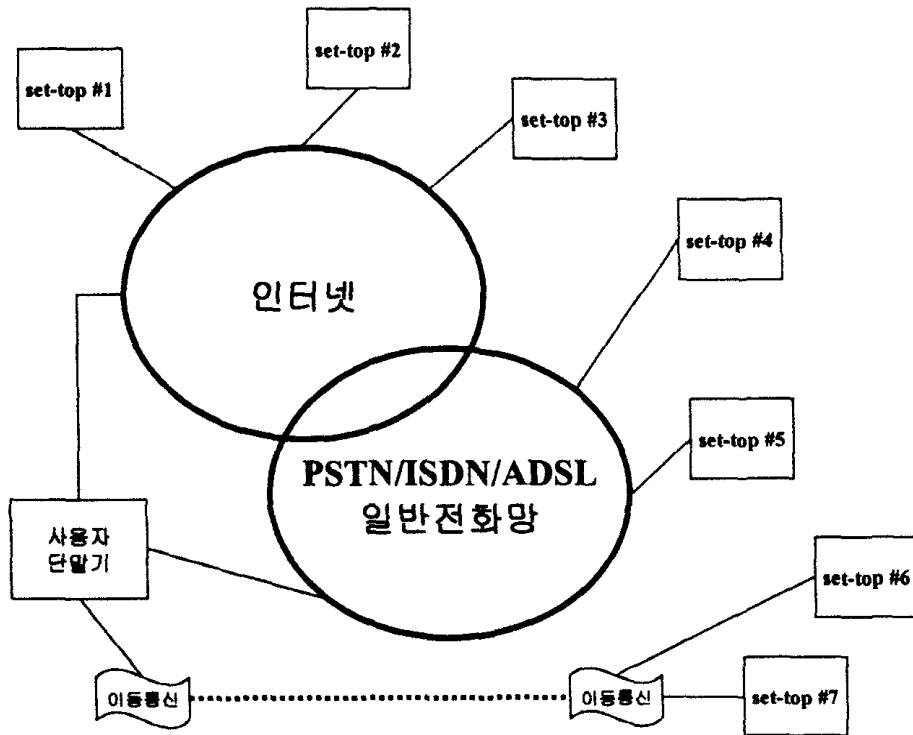 set-top #1
set-top #2
set-top #3
set-top #4
인터넷
set-top #5
PSTN/ISDN/ADSL
일반전화망
사용자
단말기
set-top #6
이동통신
이동통신
set-top #7